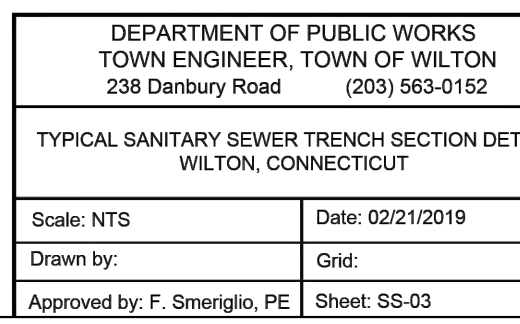 DEPARTMENT OF PUBLIC WORKS
TOWN ENGINEER, TOWN OF WILTON
238 Danbury Road (203) 563-0152
TYPICAL SANITARY SEWER TRENCH SECTION DET
WILTON, CONNECTICUT
Scale: NTS
Date: 02/21/2019
Drawn by:
Grid:
Approved by: F. Smeriglio, PE
Sheet: SS-03